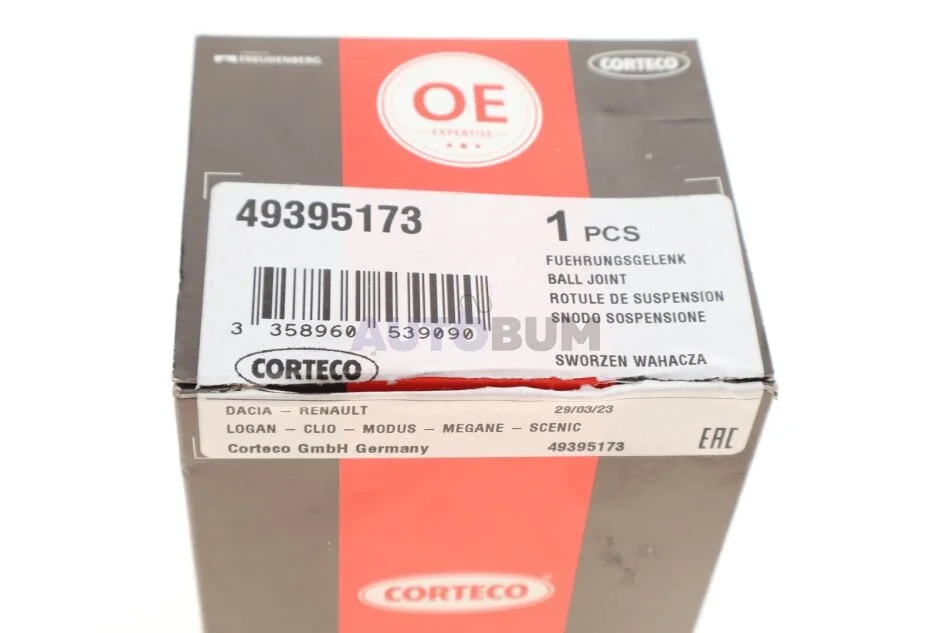 FREUDENBERG
CORTECO
OE
EXPERTISE
49395173
1 PCS
FUEHRUNGSGELENK
BALL JOINT
ROTULE DE SUSPENSION
SNODO SOSPENSIONE
SWORZEN WAHACZA
3 358960 539090
AUTOBUM
CORTECO
DACIA – RENAULT
29/03/23
LOGAN – CLIO – MODUS – MEGANE – SCENIC
Corteco GmbH Germany
49395173
EAC
CORTECO